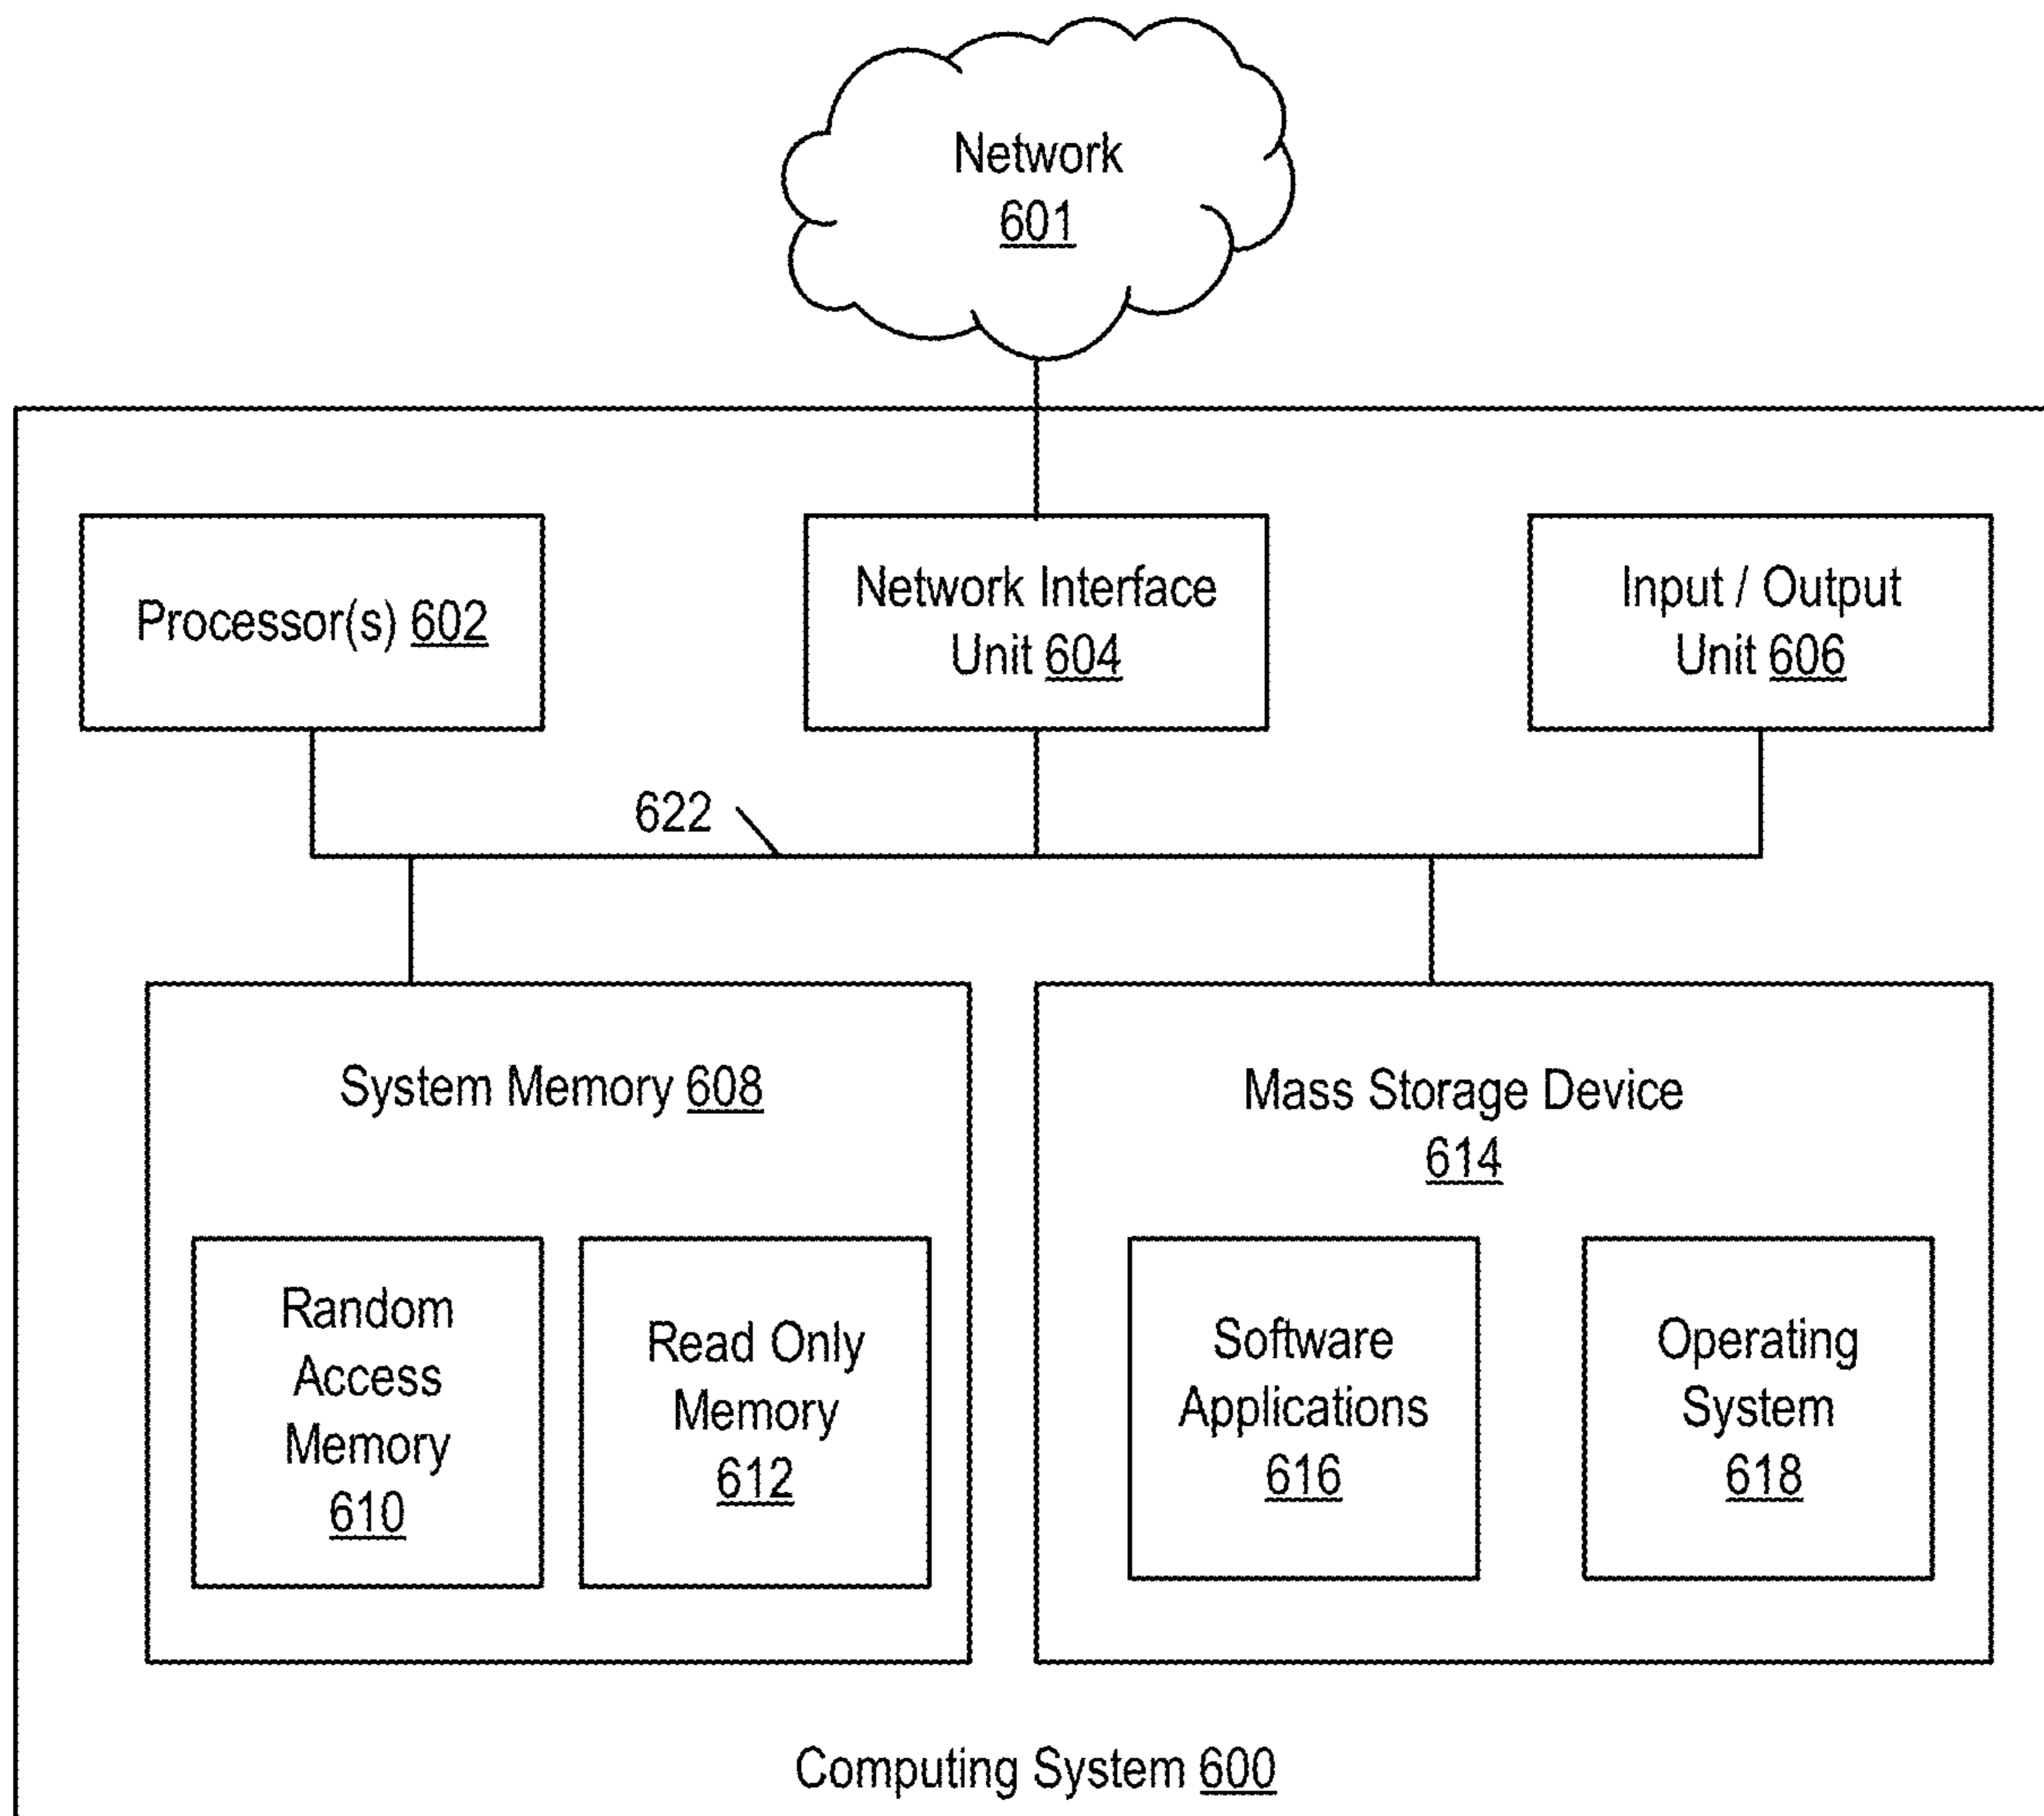 Network
601
Processor(s) 602
Network Interface
Unit 604
Input / Output
Unit 606
622
System Memory 608
Random
Access
Memory
610
Read Only
Memory
612
Mass Storage Device
614
Software
Applications
616
Operating
System
618
Computing System 600